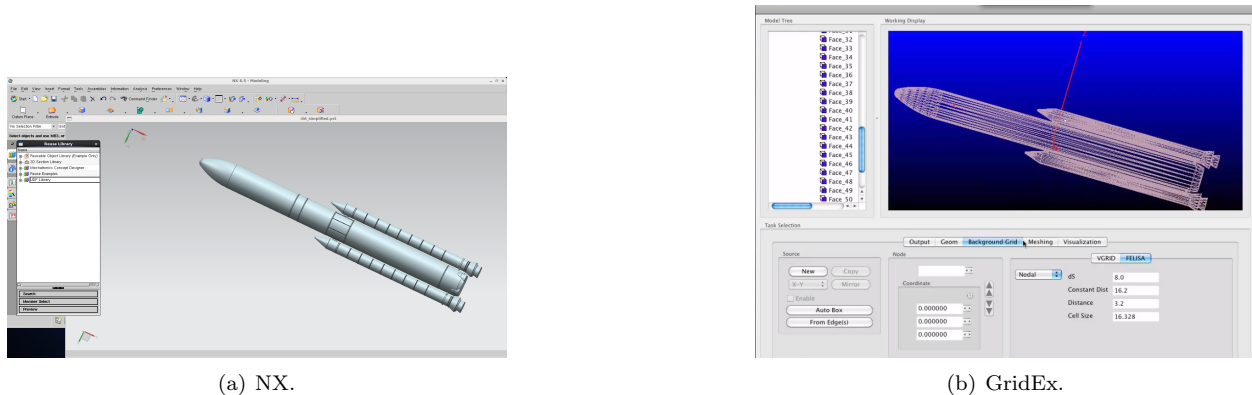 NX 8.0 - Modeling
File Edit View Insert Format Tools Assemblies Information Analysis Preferences Window Help
Start
Command Finder
Datum Plane Extrude
No Selection Filter
Select objects and use MB3, or
Reuse Library
Name
Reusable Object Library (Example Only)
2D Section Library
Mechatronics Concept Designer
Reuse Examples
UDF Library
Search
Member Select
Preview
(a) NX.
Model Tree
Face_32
Face_33
Face_34
Face_35
Face_36
Face_37
Face_38
Face_39
Face_40
Face_41
Face_42
Face_43
Face_44
Face_45
Face_46
Face_47
Face_48
Face_49
Face_50
Working Display
Task Selection
Output Geom Background Grid Meshing Visualization
Source
New Copy
X-Y Mirror
Enable
Auto Box
From Edge(s)
Node
Coordinate
0.000000
0.000000
0.000000
VGRID FELISA
Nodal
dS 8.0
Constant Dist 16.2
Distance 3.2
Cell Size 16.328
(b) GridEx.